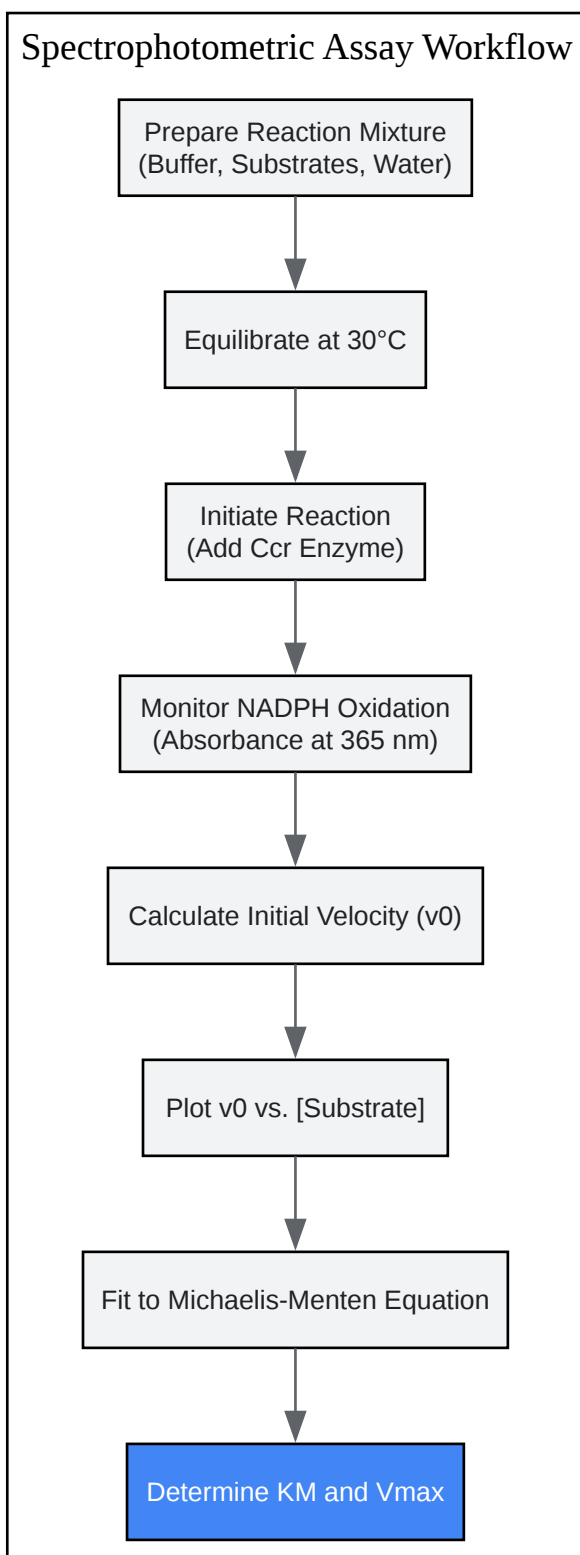 Spectrophotometric Assay Workflow
Prepare Reaction Mixture
(Buffer, Substrates, Water)
Equilibrate at 30°C
Initiate Reaction
(Add Ccr Enzyme)
Monitor NADPH Oxidation
(Absorbance at 365 nm)
Calculate Initial Velocity (v0)
Plot v0 vs. [Substrate]
Fit to Michaelis-Menten Equation
Determine KM and Vmax